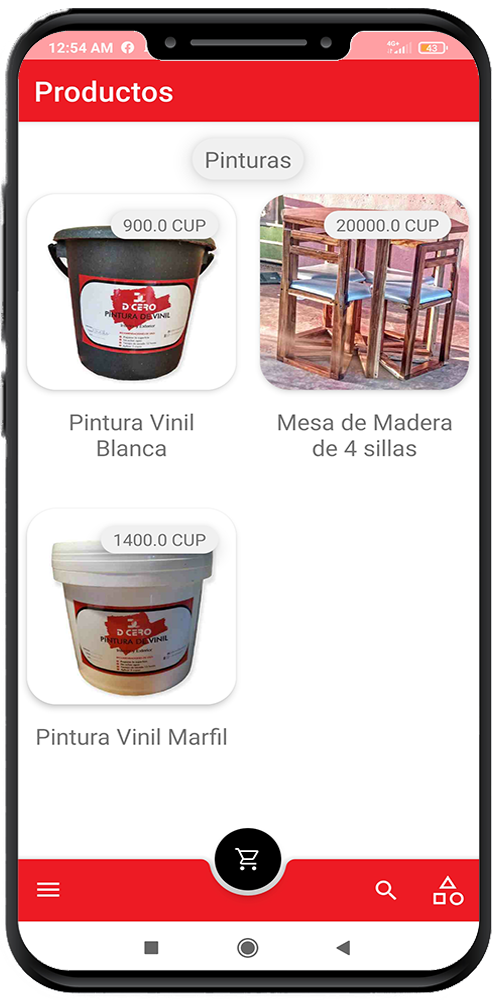 12:54 AM
4G+
43
Productos
Pinturas
900.0 CUP
20000.0 CUP
D'CERO
PINTURA DE VINIL
Pintura Vinil
Blanca
Mesa de Madera
de 4 sillas
1400.0 CUP
D'CERO
PINTURA DE VINIL
Pintura Vinil Marfil